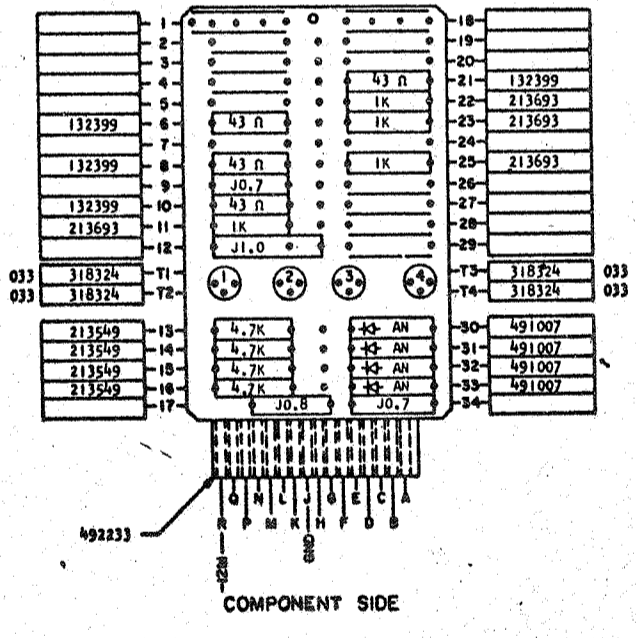 1 18
2 19
3 20
4 43 Ω 21 132399
5 1K 22 213693
132399 6 43 Ω 1K 23 213693
7 24
132399 8 43 Ω 1K 25 213693
9 J0.7 26
132399 10 43 Ω 27
213693 11 1K 28
12 J1.0 29
033 318324 T1 1 2 3 4 T3 318324 033
033 318324 T2 T4 318324 033
213549 13 4.7K AN 30 491007
213549 14 4.7K AN 31 491007
213549 15 4.7K AN 32 491007
213549 16 4.7K AN 33 491007
17 J0.8 J0.7 34
Q N L J G E C A
R P M K H F D B
492233
-12M GND
COMPONENT SIDE